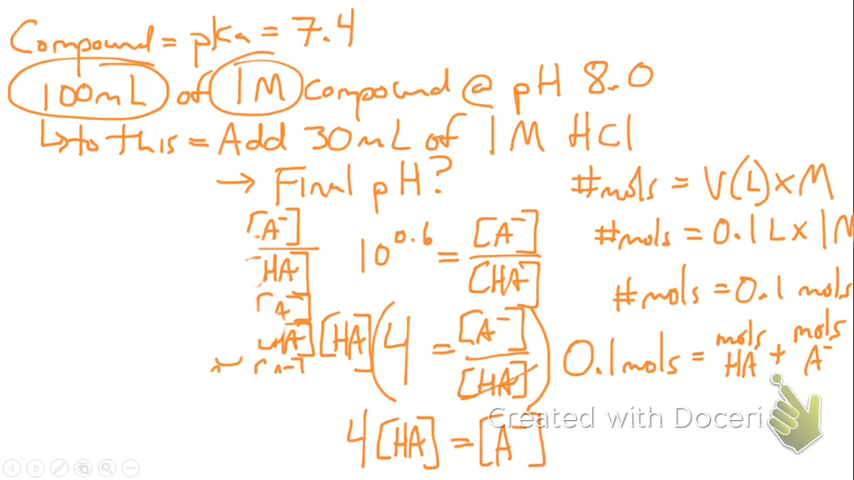 Compound = pKa = 7.4
100mL of 1M compound @ pH 8.0
↳to this = Add 30mL of 1M HCl
→ Final pH?
#mols = V(L)×M
[A⁻]
[HA]
10^0.6 = [A⁻]/[HA]
#mols = 0.1L×1M
#mols = 0.1 mols
[A⁻]
[HA](4 = [A⁻]/[HA])
0.1mols = mols HA + mols A⁻
Created with Doceri
4[HA] = [A⁻]